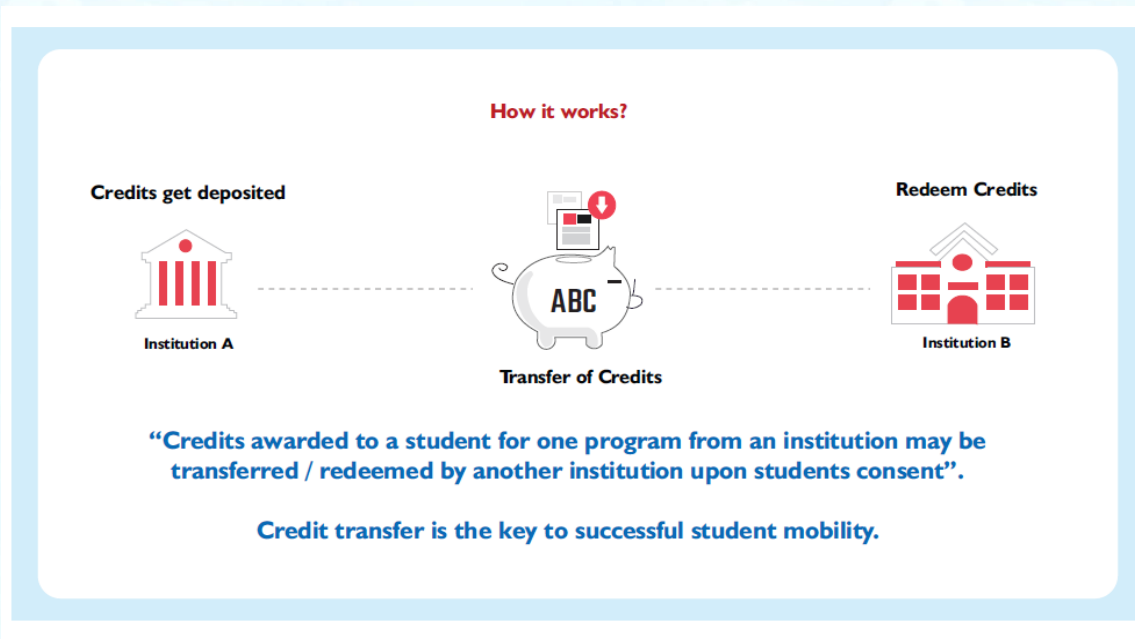 How it works?
Credits get deposited
Redeem Credits
ABC
Institution A
Institution B
Transfer of Credits
“Credits awarded to a student for one program from an institution may be
transferred / redeemed by another institution upon students consent”.
Credit transfer is the key to successful student mobility.